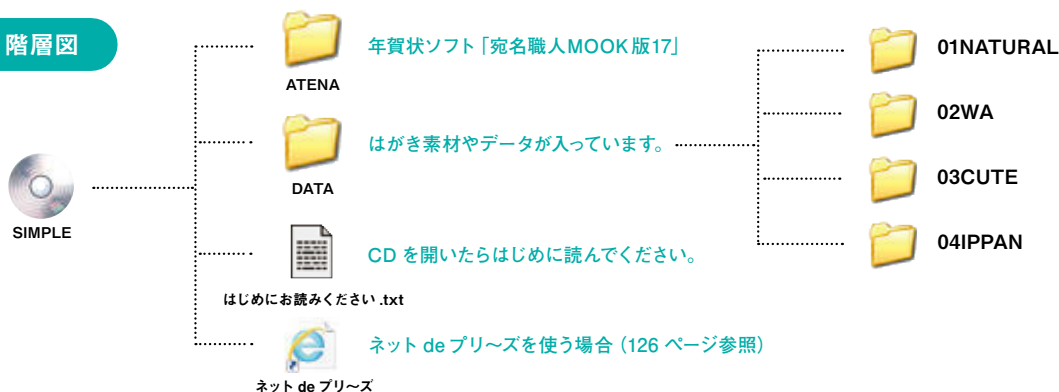 階層図
SIMPLE
ATENA
年賀状ソフト「宛名職人MOOK版17」
DATA
はがき素材やデータが入っています。
はじめにお読みください.txt
CD を開いたらはじめに読んでください。
ネット de プリ～ズ
ネット de プリ～ズを使う場合（126 ページ参照）
01NATURAL
02WA
03CUTE
04IPPAN